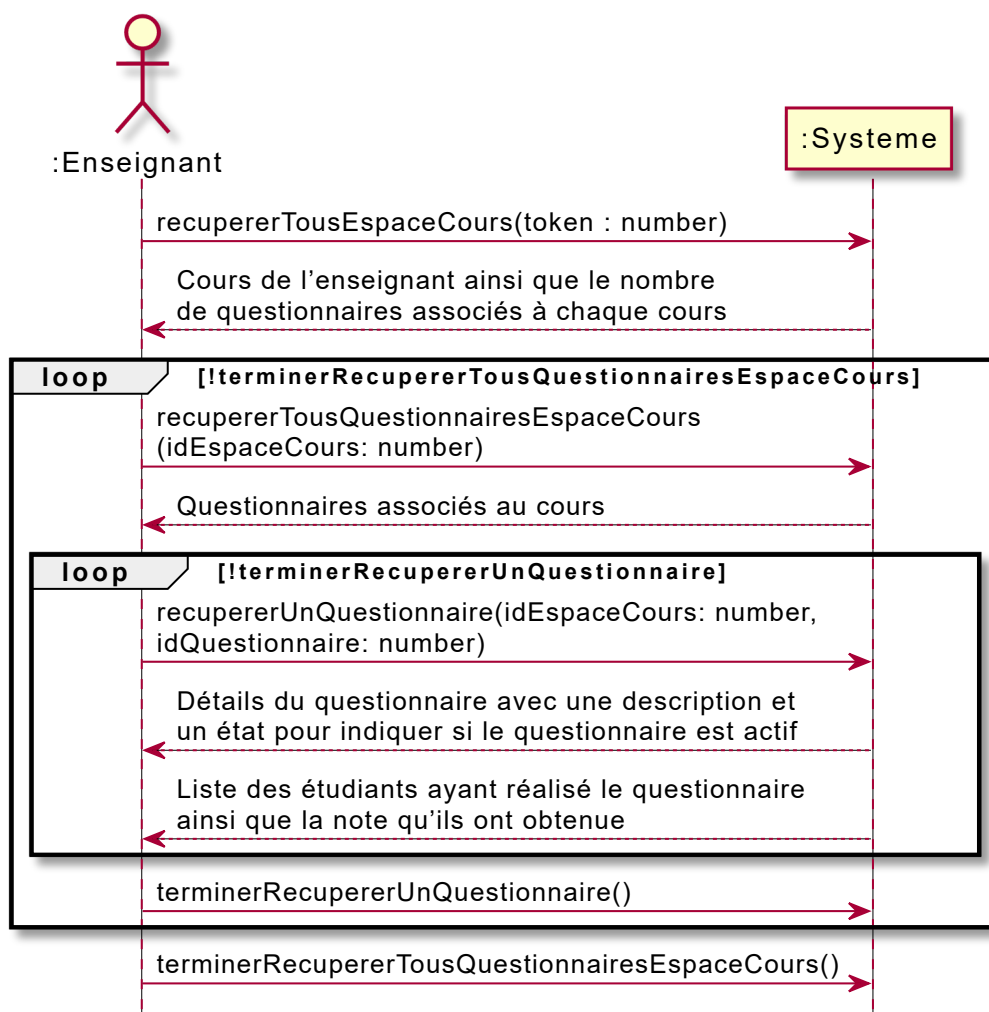 :Enseignant
:Systeme
recupererTousEspaceCours(token : number)
Cours de l'enseignant ainsi que le nombre
de questionnaires associés à chaque cours
loop [!terminerRecupererTousQuestionnairesEspaceCours]
recupererTousQuestionnairesEspaceCours
(idEspaceCours: number)
Questionnaires associés au cours
loop [!terminerRecupererUnQuestionnaire]
recupererUnQuestionnaire(idEspaceCours: number,
idQuestionnaire: number)
Détails du questionnaire avec une description et
un état pour indiquer si le questionnaire est actif
Liste des étudiants ayant réalisé le questionnaire
ainsi que la note qu'ils ont obtenue
terminerRecupererUnQuestionnaire()
terminerRecupererTousQuestionnairesEspaceCours()